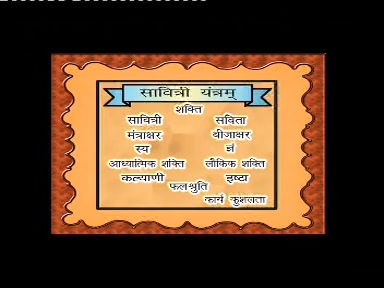 सावित्री यंत्रम्
शक्ति
सावित्री सविता
मंत्राक्षर बीजाक्षर
स्य ज्ञं
आध्यात्मिक शक्ति लौकिक शक्ति
कल्याणी इष्टा
फलश्रुति
कार्य कुशलता